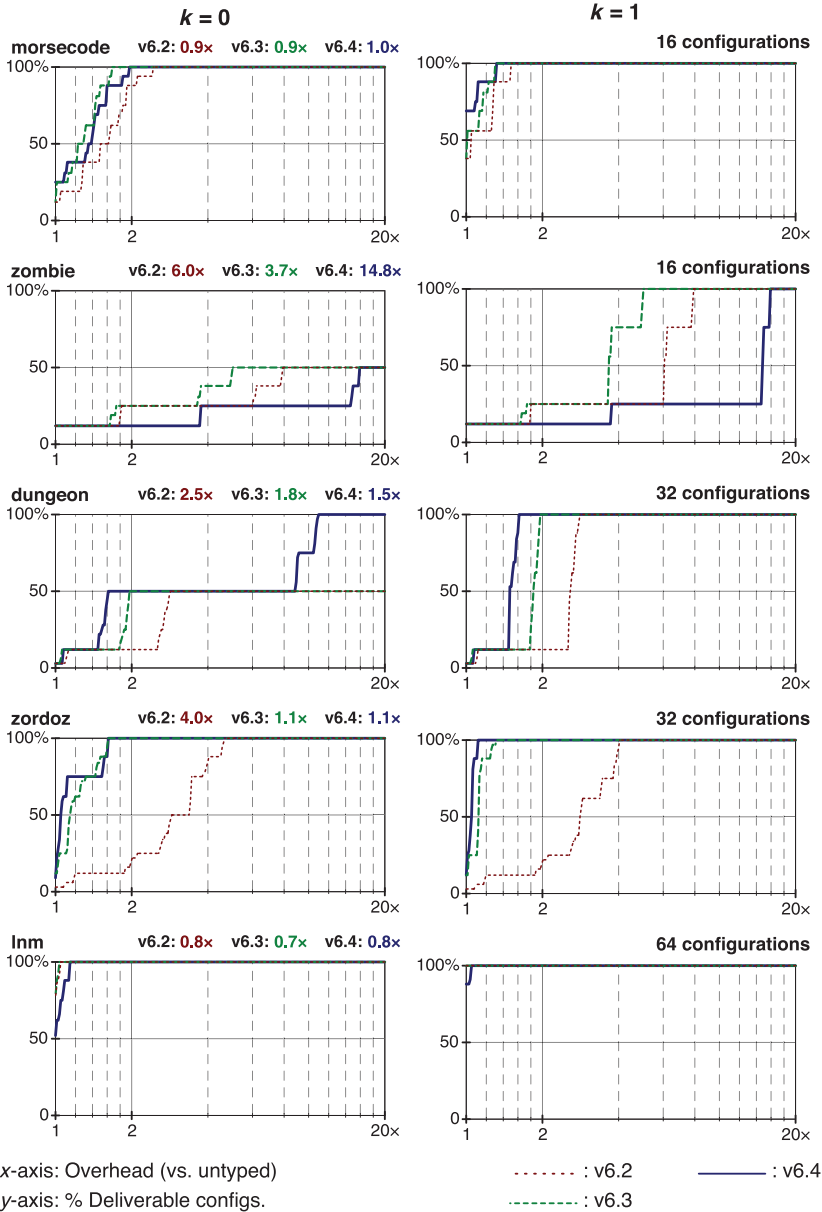 k = 0 k = 1
morsecode v6.2: 0.9× v6.3: 0.9× v6.4: 1.0× 16 configurations
100% 100%
50 50
0 0
1 2 20× 1 2 20×
zombie v6.2: 6.0× v6.3: 3.7× v6.4: 14.8× 16 configurations
100% 100%
50 50
0 0
1 2 20× 1 2 20×
dungeon v6.2: 2.5× v6.3: 1.8× v6.4: 1.5× 32 configurations
100% 100%
50 50
0 0
1 2 20× 1 2 20×
zordoz v6.2: 4.0× v6.3: 1.1× v6.4: 1.1× 32 configurations
100% 100%
50 50
0 0
1 2 20× 1 2 20×
lnm v6.2: 0.8× v6.3: 0.7× v6.4: 0.8× 64 configurations
100% 100%
50 50
0 0
1 2 20× 1 2 20×
x-axis: Overhead (vs. untyped) : v6.2 : v6.4
y-axis: % Deliverable configs. : v6.3